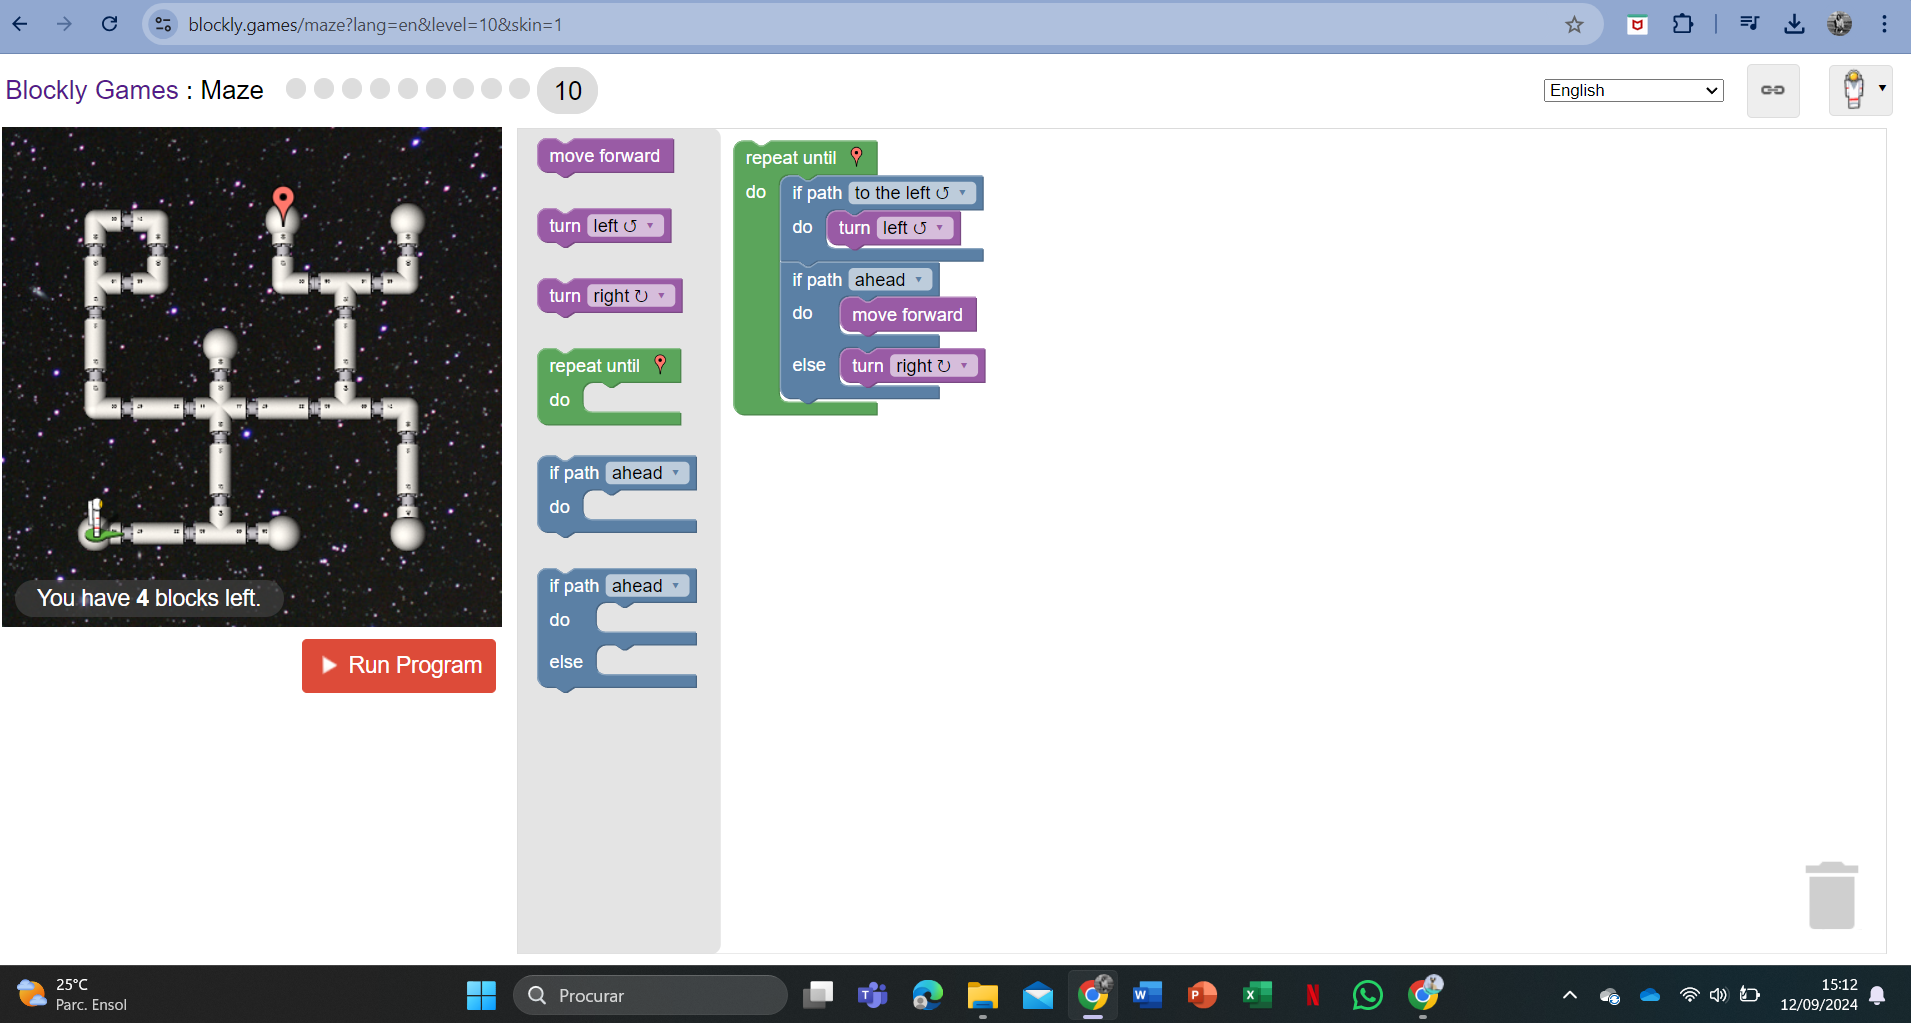 blockly.games/maze?lang=en&level=10&skin=1
Blockly Games : Maze
10
English
move forward
turn left ↺
turn right ↻
repeat until
do
if path ahead
do
if path ahead
do
else
repeat until
do
if path to the left ↺
do
turn left ↺
if path ahead
do
move forward
else
turn right ↻
You have 4 blocks left.
Run Program
25°C
Parc. Ensol
Procurar
15:12
12/09/2024